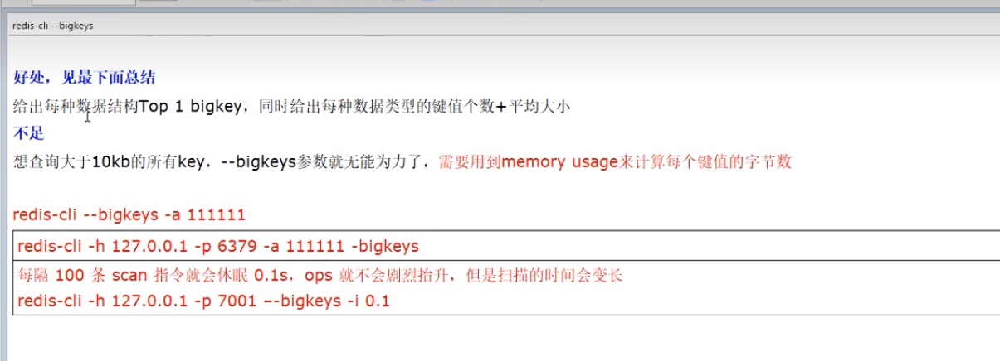 redis-cli --bigkeys
好处，见最下面总结
给出每种数据结构Top 1 bigkey，同时给出每种数据类型的键值个数+平均大小
不足
想查询大于10kb的所有key，--bigkeys参数就无能为力了，需要用到memory usage来计算每个键值的字节数
redis-cli --bigkeys -a 111111
redis-cli -h 127.0.0.1 -p 6379 -a 111111 -bigkeys
每隔 100 条 scan 指令就会休眠 0.1s，ops 就不会剧烈抬升，但是扫描的时间会变长
redis-cli -h 127.0.0.1 -p 7001 –-bigkeys -i 0.1